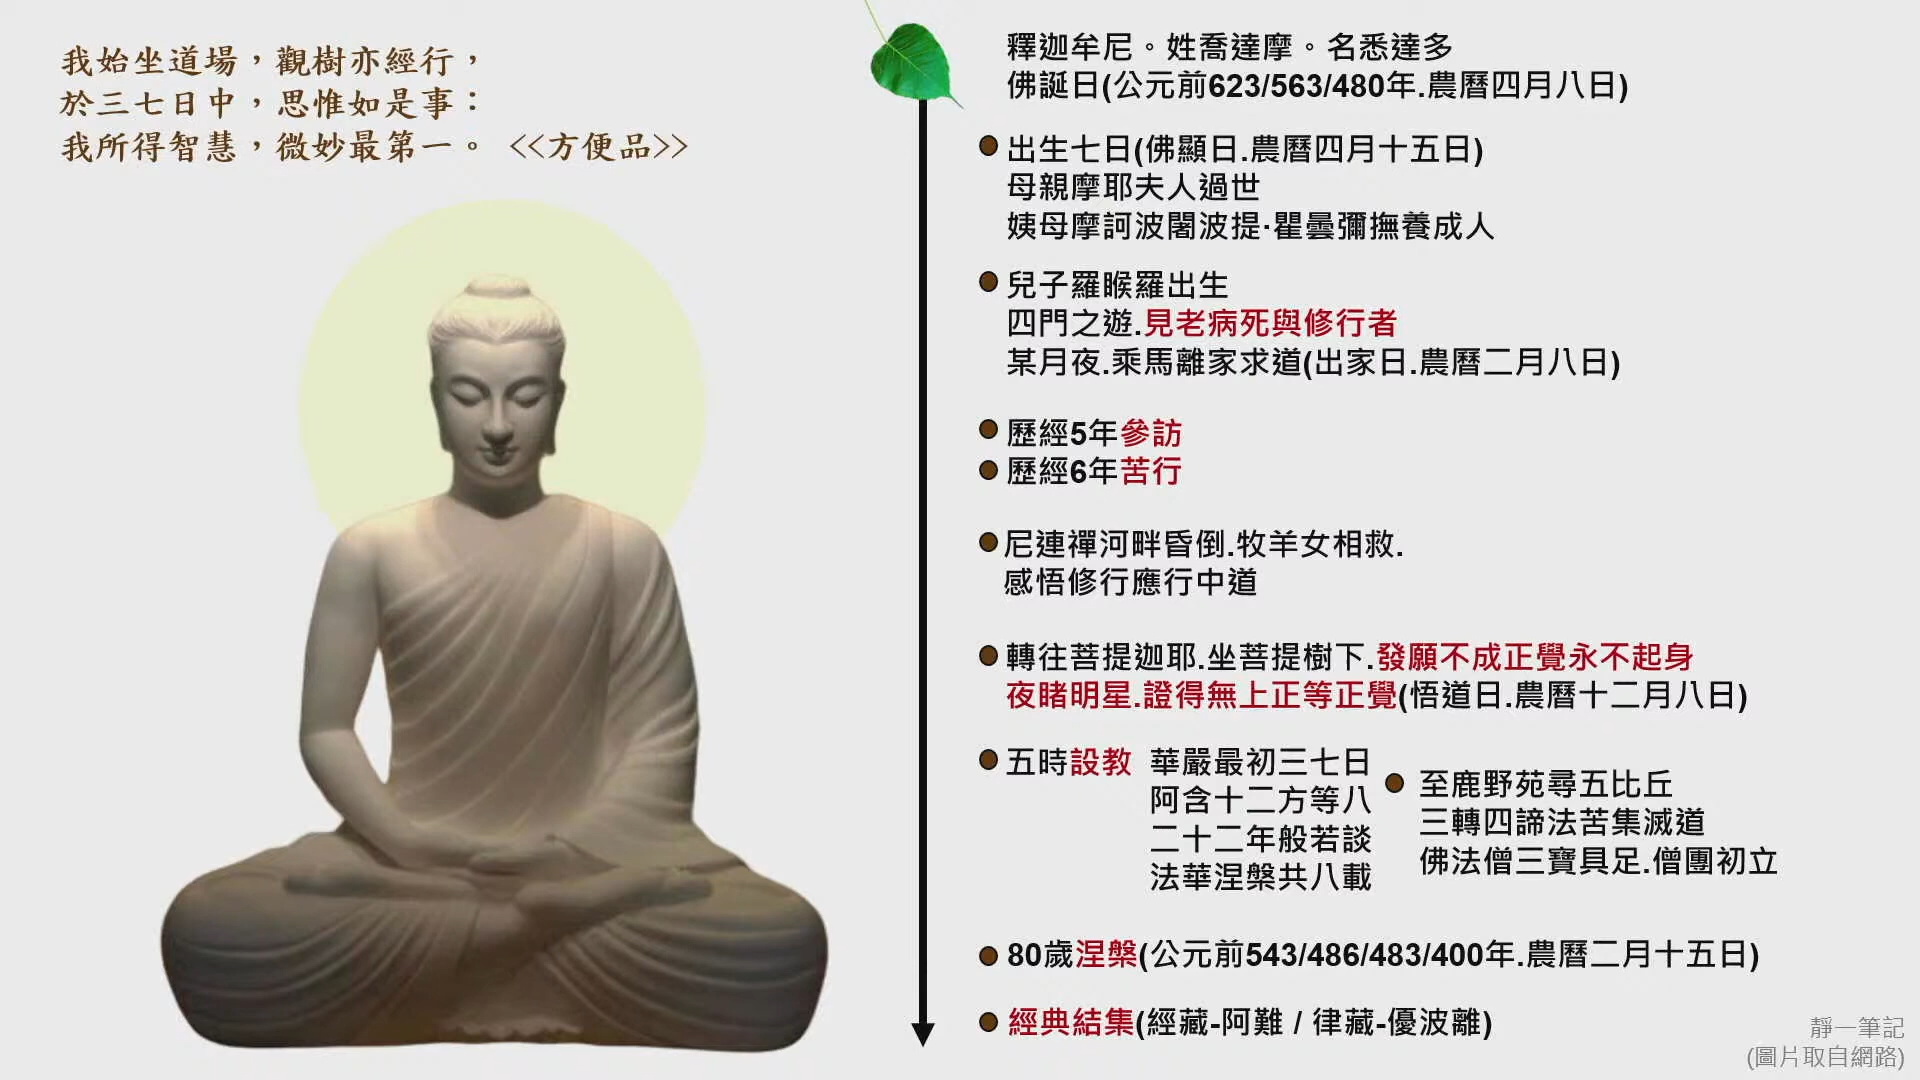 我始坐道場，觀樹亦經行，
於三七日中，思惟如是事：
我所得智慧，微妙最第一。 <<方便品>>
釋迦牟尼。姓喬達摩。名悉達多
佛誕日(公元前623/563/480年.農曆四月八日)
出生七日(佛顯日.農曆四月十五日)
母親摩耶夫人過世
姨母摩訶波闍波提·瞿曇彌撫養成人
兒子羅睺羅出生
四門之遊.見老病死與修行者
某月夜.乘馬離家求道(出家日.農曆二月八日)
歷經5年參訪
歷經6年苦行
尼連禪河畔昏倒.牧羊女相救.
感悟修行應行中道
轉往菩提迦耶.坐菩提樹下.發願不成正覺永不起身
夜睹明星.證得無上正等正覺(悟道日.農曆十二月八日)
五時設教 華嚴最初三七日
阿含十二方等八
二十二年般若談
法華涅槃共八載
至鹿野苑尋五比丘
三轉四諦法苦集滅道
佛法僧三寶具足.僧團初立
80歲涅槃(公元前543/486/483/400年.農曆二月十五日)
經典結集(經藏-阿難 / 律藏-優波離)
靜一筆記
(圖片取自網路)